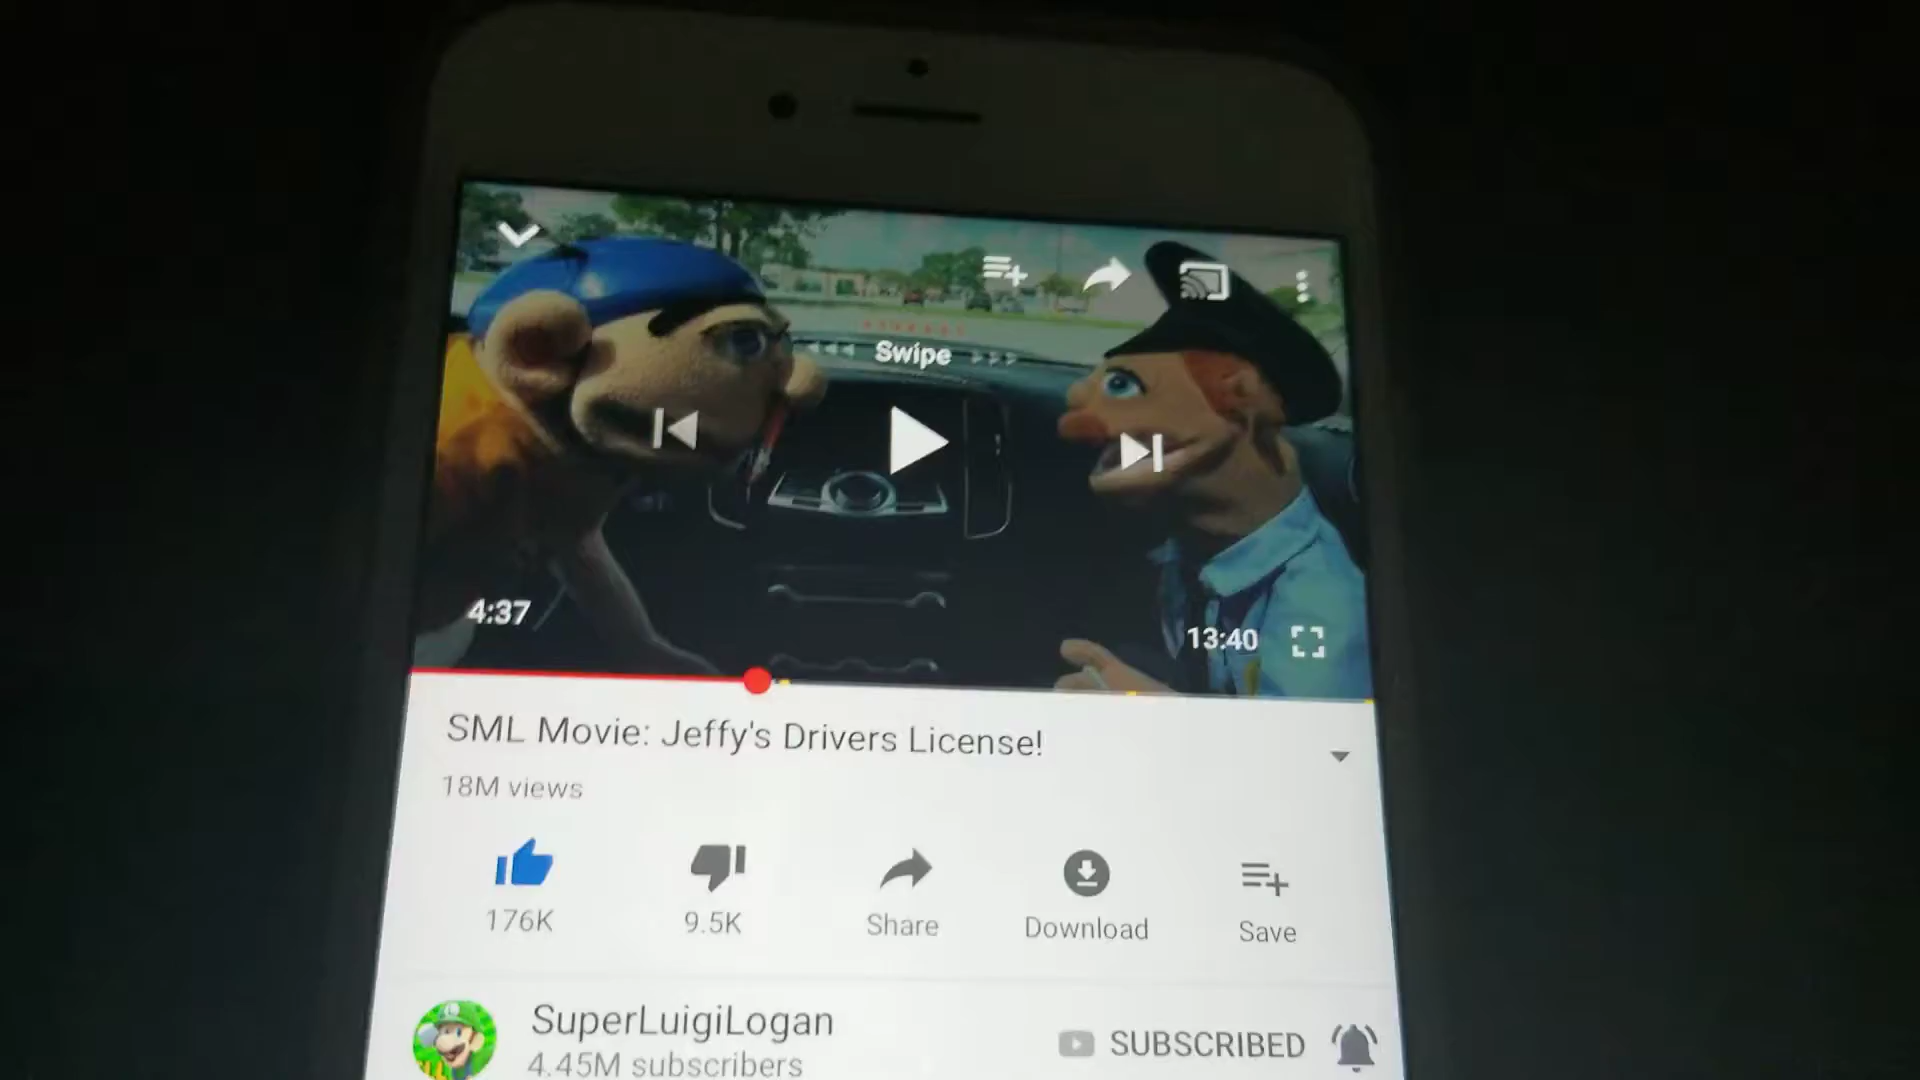 Swipe
4:37
13:40
SML Movie: Jeffy's Drivers License!
18M views
176K
9.5K
Share
Download
Save
SuperLuigiLogan
SUBSCRIBED
4.45M subscribers